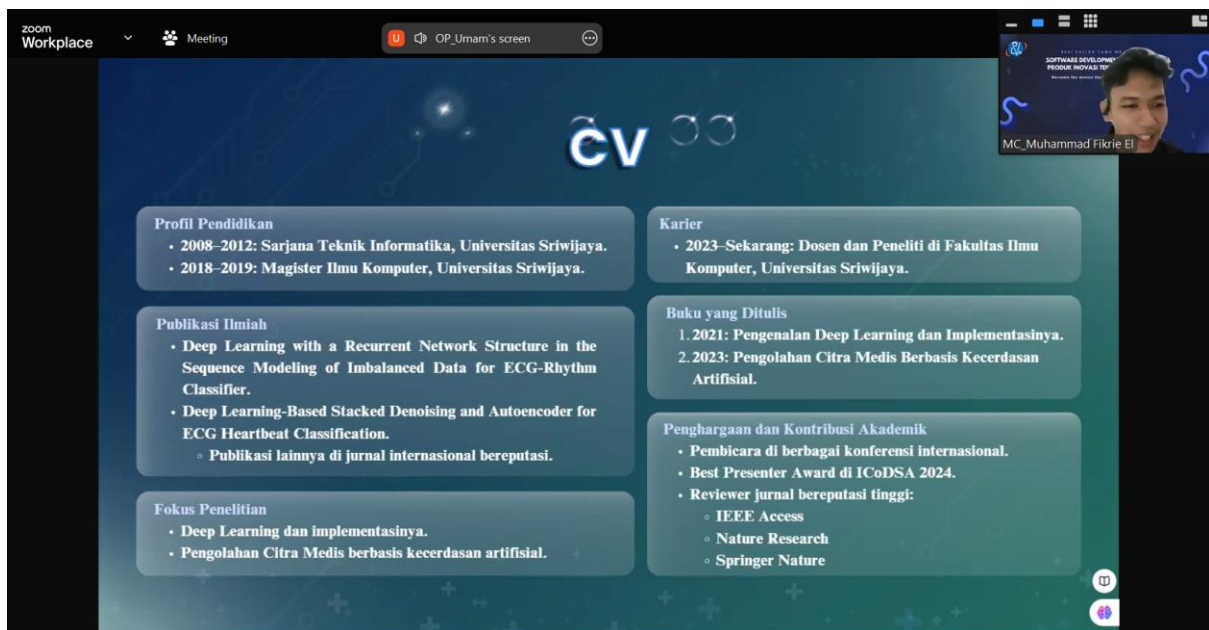 zoom
Workplace
Meeting
U OP_Umam's screen
SOFTWARE
MC_Muhammad Fikrie El
CV
Profil Pendidikan
• 2008–2012: Sarjana Teknik Informatika, Universitas Sriwijaya.
• 2018–2019: Magister Ilmu Komputer, Universitas Sriwijaya.
Publikasi Ilmiah
• Deep Learning with a Recurrent Network Structure in the
Sequence Modeling of Imbalanced Data for ECG-Rhythm
Classifier.
• Deep Learning-Based Stacked Denoising and Autoencoder for
ECG Heartbeat Classification.
◦ Publikasi lainnya di jurnal internasional bereputasi.
Fokus Penelitian
• Deep Learning dan implementasinya.
• Pengolahan Citra Medis berbasis kecerdasan artifisial.
Karier
• 2023–Sekarang: Dosen dan Peneliti di Fakultas Ilmu
Komputer, Universitas Sriwijaya.
Buku yang Ditulis
1. 2021: Pengenalan Deep Learning dan Implementasinya.
2. 2023: Pengolahan Citra Medis Berbasis Kecerdasan
Artifisial.
Penghargaan dan Kontribusi Akademik
• Pembicara di berbagai konferensi internasional.
• Best Presenter Award di ICoDSA 2024.
• Reviewer jurnal bereputasi tinggi:
◦ IEEE Access
◦ Nature Research
◦ Springer Nature